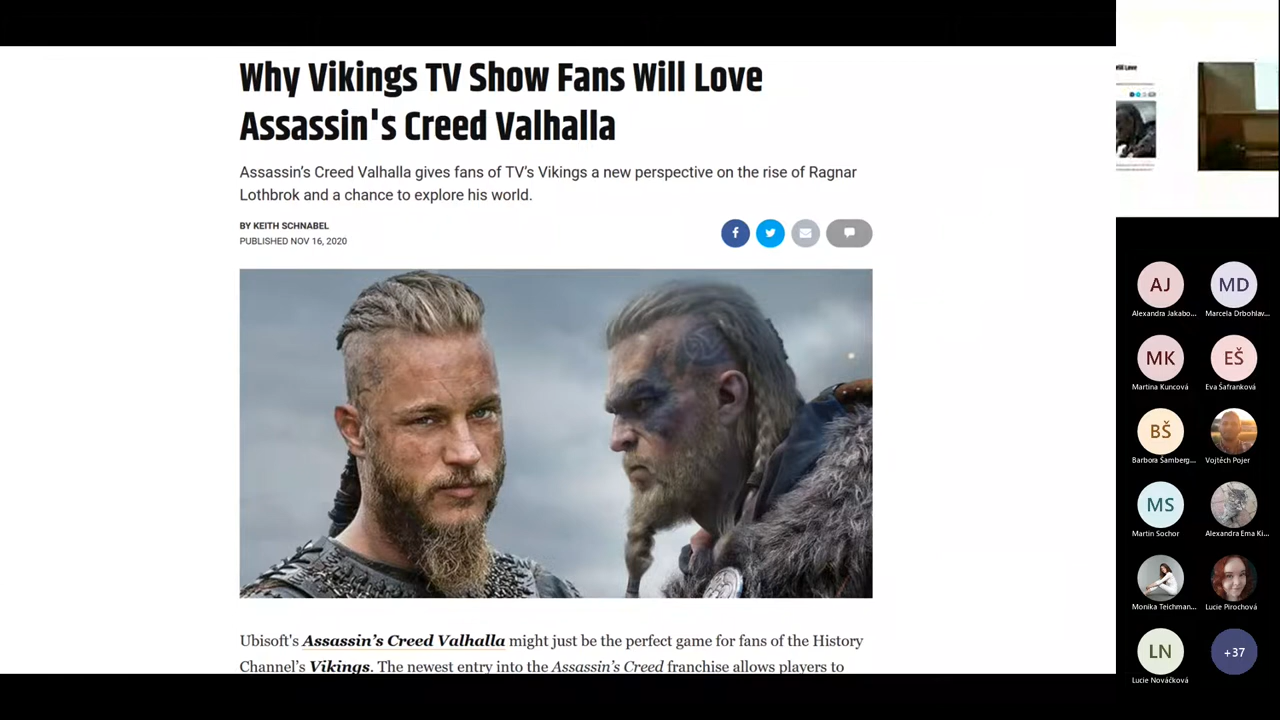 Why Vikings TV Show Fans Will Love
Assassin's Creed Valhalla
Assassin’s Creed Valhalla gives fans of TV’s Vikings a new perspective on the rise of Ragnar
Lothbrok and a chance to explore his world.
BY KEITH SCHNABEL
PUBLISHED NOV 16, 2020
Ubisoft's Assassin’s Creed Valhalla might just be the perfect game for fans of the History
Channel’s Vikings. The newest entry into the Assassin’s Creed franchise allows players to
AJ
Alexandra Jakabo...
MD
Marcela Drbohlav...
MK
Martina Kuncová
EŠ
Eva Šafranková
BŠ
Barbora Šamberg...
Vojtěch Pojer
MS
Martin Sochor
Alexandra Ema Ki...
Monika Teichman...
Lucie Pirochová
LN
Lucie Nováčková
+37